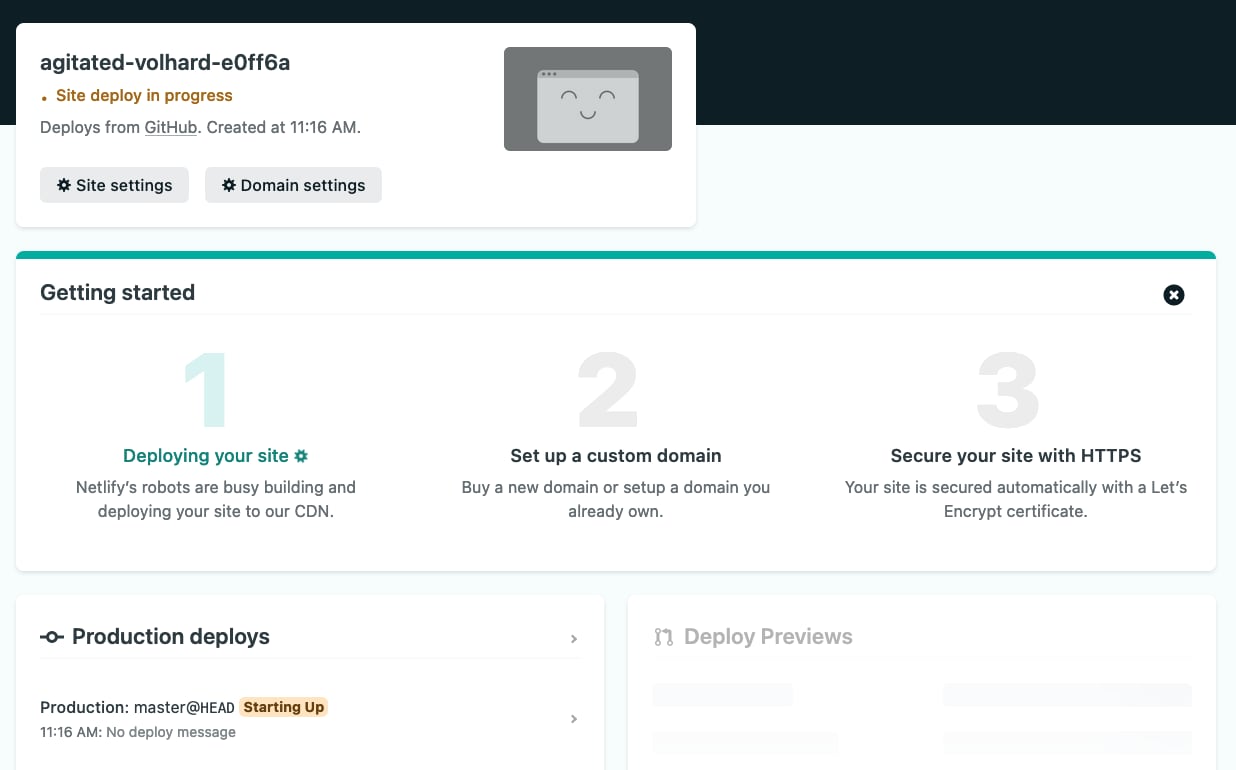 agitated-volhard-e0ff6a
Site deploy in progress
Deploys from GitHub. Created at 11:16 AM.
Site settings
Domain settings
Getting started
1
Deploying your site
Netlify’s robots are busy building and
deploying your site to our CDN.
2
Set up a custom domain
Buy a new domain or setup a domain you
already own.
3
Secure your site with HTTPS
Your site is secured automatically with a Let’s
Encrypt certificate.
Production deploys
Production: master@HEAD Starting Up
11:16 AM: No deploy message
Deploy Previews